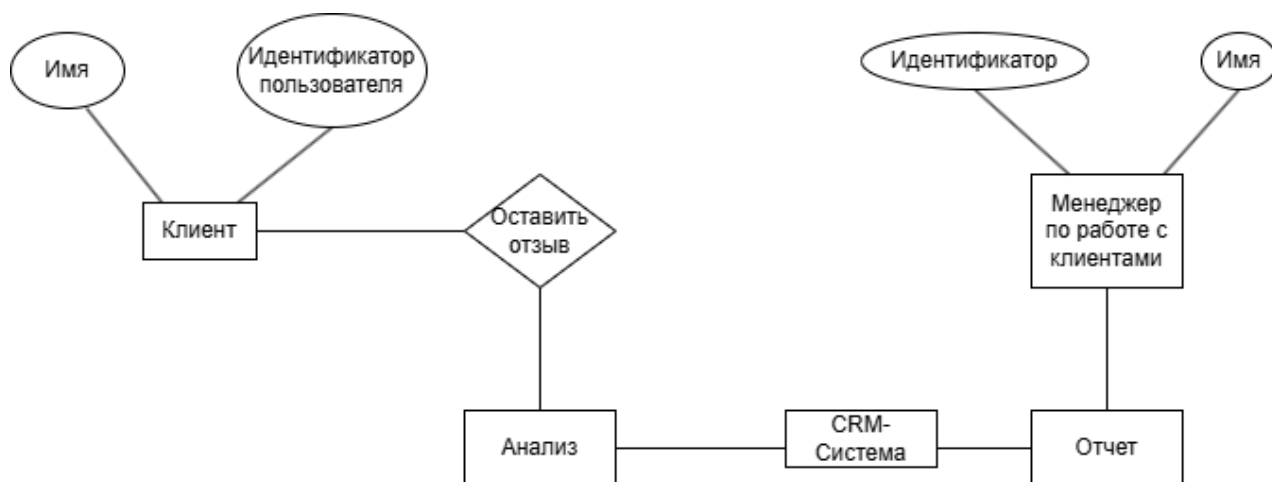 Имя
Идентификатор
пользователя
Идентификатор
Имя
Клиент
Оставить
отзыв
Менеджер
по работе с
клиентами
Анализ
CRM-
Система
Отчет